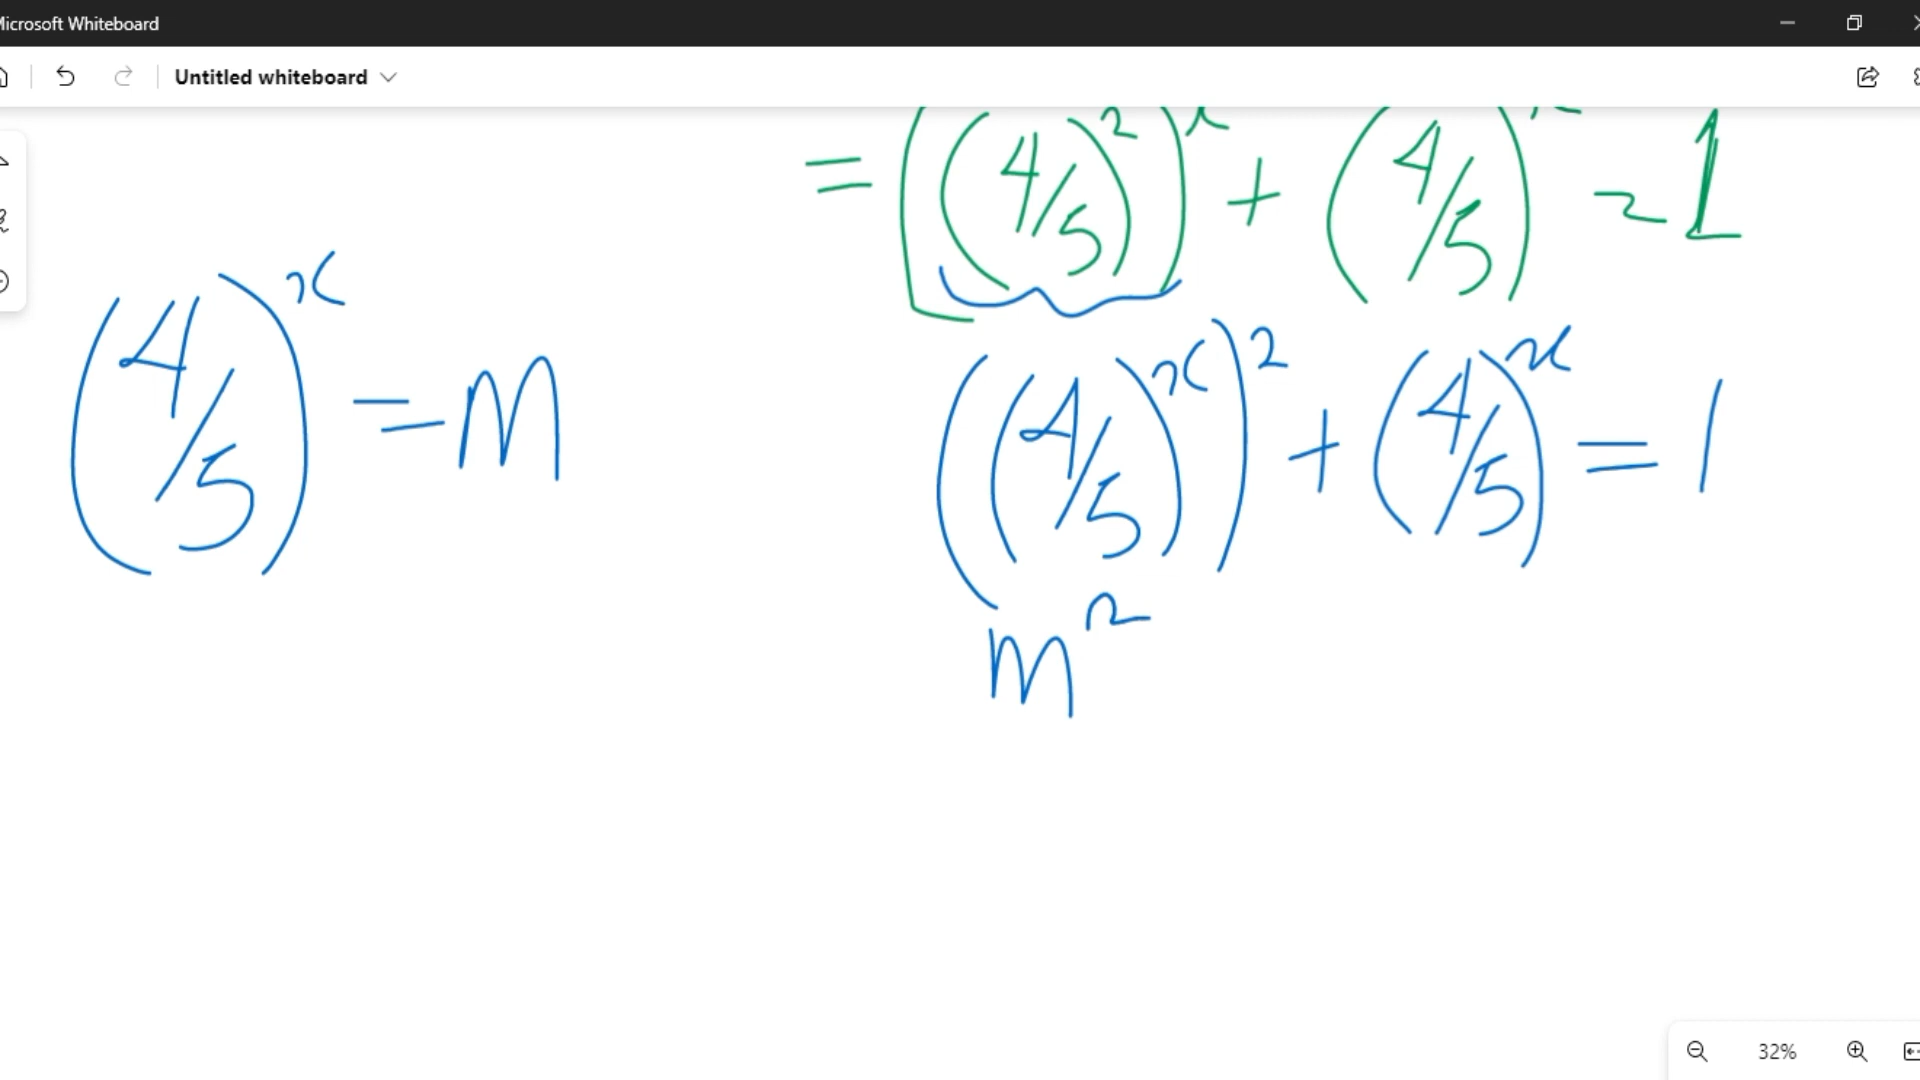 Microsoft Whiteboard
Untitled whiteboard
= ((4/5)^2)^x + (4/5)^x = 1
(4/5)^x = m
((4/5)^x)^2 + (4/5)^x = 1
m^2
32%